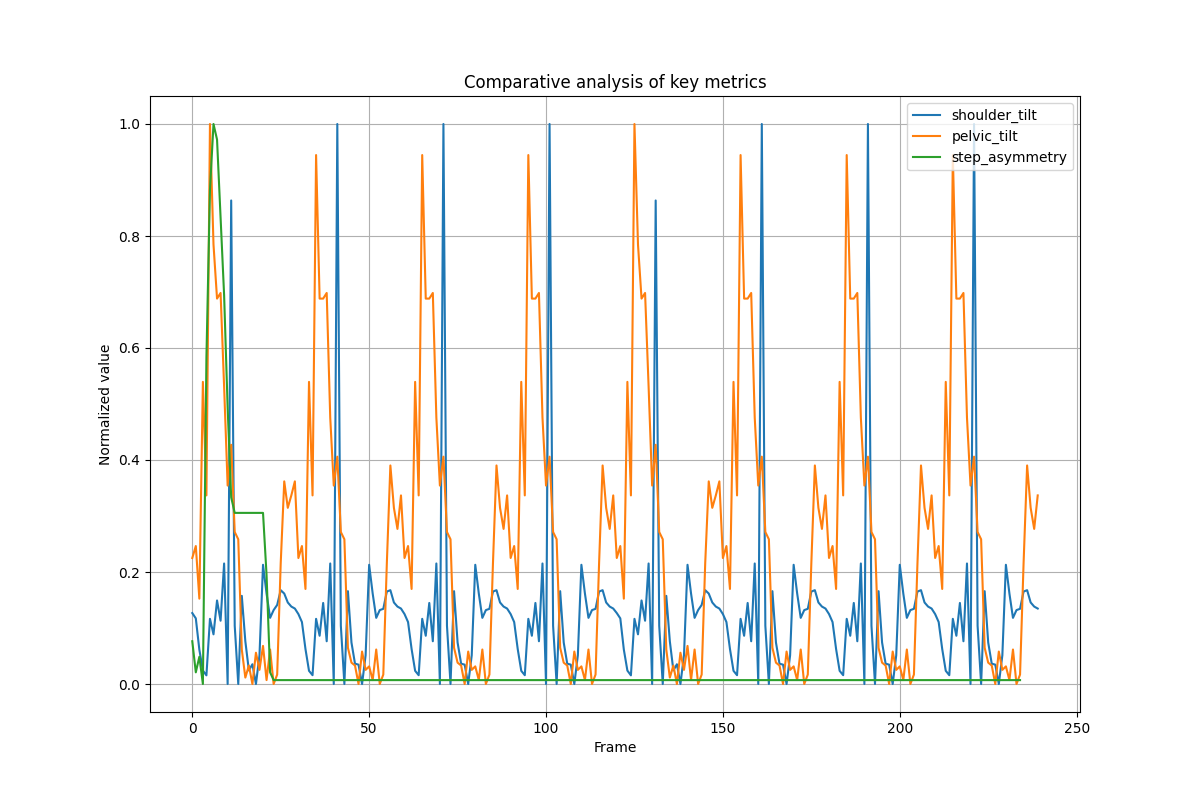 Comparative analysis of key metrics
shoulder_tilt
pelvic_tilt
step_asymmetry
1.0
0.8
0.6
0.4
0.2
0.0
Normalized value
0 50 100 150 200 250
Frame